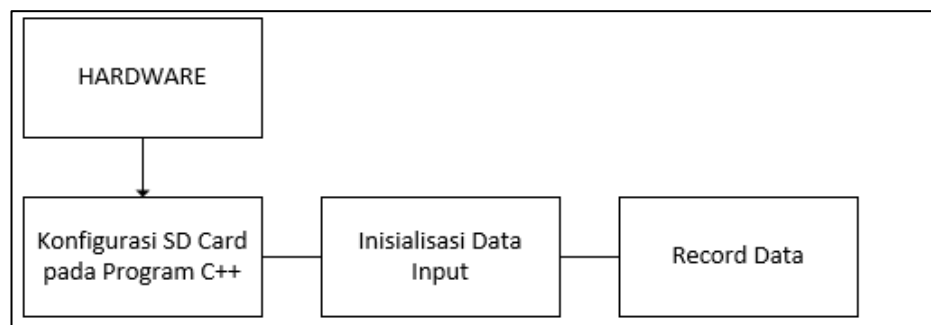 HARDWARE
Konfigurasi SD Card
pada Program C++
Inisialisasi Data
Input
Record Data